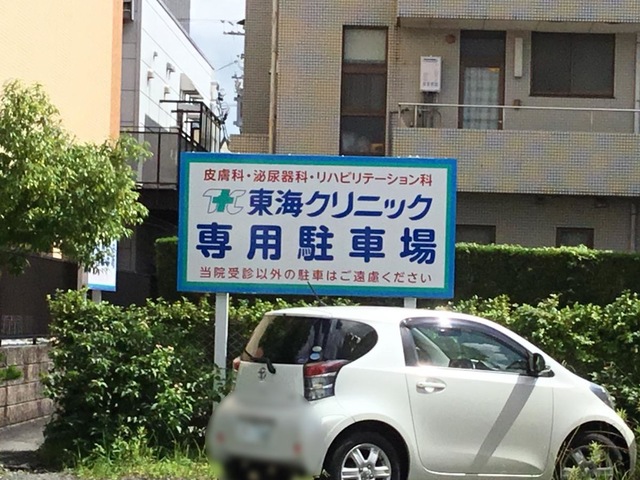 皮膚科・泌尿器科・リハビリテーション科
東海クリニック
専用駐車場
当院受診以外の駐車はご遠慮ください